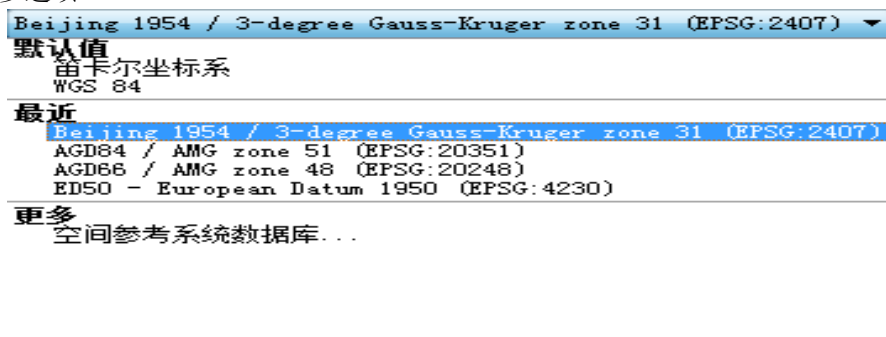 Beijing 1954 / 3-degree Gauss-Kruger zone 31 (EPSG:2407)
默认值
笛卡尔坐标系
WGS 84
最近
Beijing 1954 / 3-degree Gauss-Kruger zone 31 (EPSG:2407)
AGD84 / AMG zone 51 (EPSG:20351)
AGD66 / AMG zone 48 (EPSG:20248)
ED50 - European Datum 1950 (EPSG:4230)
更多
空间参考系统数据库...